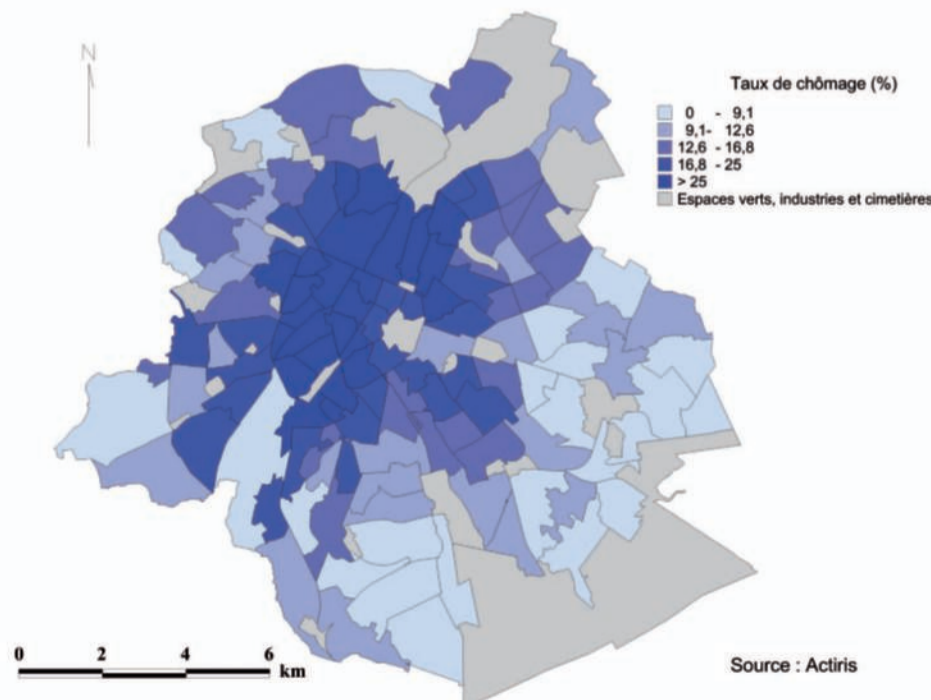 N
Taux de chômage (%)
0 - 9,1
9,1- 12,6
12,6 - 16,8
16,8 - 25
> 25
Espaces verts, industries et cimetières
0 2 4 6
km
Source : Actiris